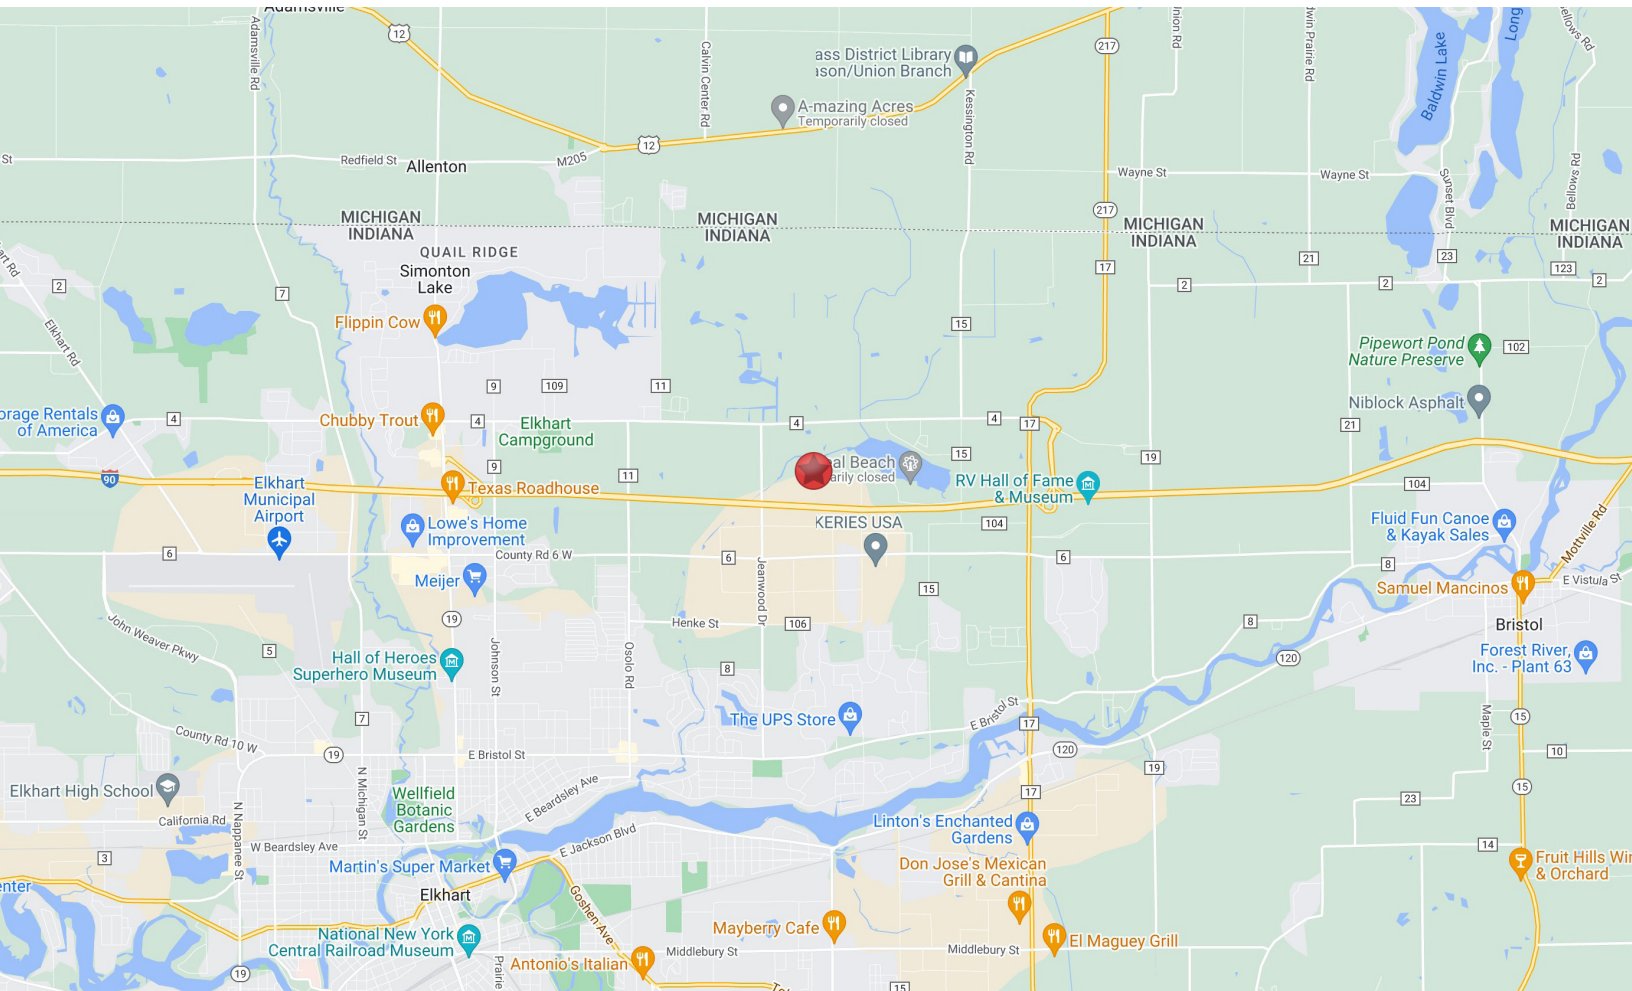 Adamsville
Adamsville Rd
12
Calvin Center Rd
ass District Library
ason/Union Branch
A-mazing Acres
Temporarily closed
Kessington Rd
217
Union Rd
dwin Prairie Rd
Baldwin Lake
Long
ellows Rd
St
Redfield St
Allenton
M205
12
Wayne St
Wayne St
Sunset Blvd
Bellows Rd
217
MICHIGAN
INDIANA
MICHIGAN
INDIANA
MICHIGAN
INDIANA
MICHIGAN
INDIANA
QUAIL RIDGE
Simonton
Lake
art Rd
2
7
17
2
21
2
23
123
2
Elkhart Rd
Flippin Cow
15
Pipewort Pond
Nature Preserve
102
9
109
11
Niblock Asphalt
orage Rentals
of America
4
Chubby Trout
4
Elkhart
Campground
4
4
17
21
9
11
eal Beach
arily closed
15
19
90
Elkhart
Municipal
Airport
Texas Roadhouse
RV Hall of Fame
& Museum
104
Lowe's Home
Improvement
KERIES USA
104
Fluid Fun Canoe
& Kayak Sales
Mottville Rd
6
County Rd 6 W
6
6
8
E Vistula St
Meijer
Jeanwood Dr
15
Samuel Mancinos
19
Henke St
106
8
Bristol
John Weaver Pkwy
5
Johnson St
Osolo Rd
Hall of Heroes
Superhero Museum
8
120
Forest River,
Inc. - Plant 63
7
The UPS Store
E Bristol St
17
15
Maple St
County Rd 10 W
19
E Bristol St
120
10
19
Elkhart High School
N Nappanee St
N Michigan St
Wellfield
Botanic
Gardens
E Beardsley Ave
17
23
15
California Rd
Linton's Enchanted
Gardens
W Beardsley Ave
E Jackson Blvd
14
3
Martin's Super Market
Don Jose's Mexican
Grill & Cantina
Fruit Hills Win
& Orchard
enter
Elkhart
Goshen Ave
National New York
Central Railroad Museum
Mayberry Cafe
El Maguey Grill
Antonio's Italian
Middlebury St
Middlebury St
19
Prairie
15